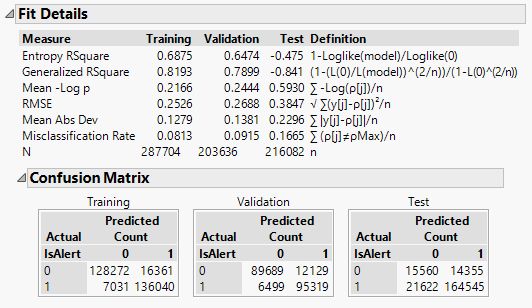 Fit Details
Measure Training Validation Test Definition
Entropy RSquare 0.6875 0.6474 -0.475 1-Loglike(model)/Loglike(0)
Generalized RSquare 0.8193 0.7899 -0.841 (1-(L(0)/L(model))^(2/n))/(1-L(0)^(2/n))
Mean -Log p 0.2166 0.2444 0.5930 ∑ -Log(ρ[j])/n
RMSE 0.2526 0.2688 0.3847 √ ∑(y[j]-ρ[j])²/n
Mean Abs Dev 0.1279 0.1381 0.2296 ∑ |y[j]-ρ[j]|/n
Misclassification Rate 0.0813 0.0915 0.1665 ∑ (ρ[j]≠ρMax)/n
N 287704 203636 216082 n
Confusion Matrix
Training Validation Test
Predicted Predicted Predicted
Actual Count Actual Count Actual Count
IsAlert 0 1 IsAlert 0 1 IsAlert 0 1
0 128272 16361 0 89689 12129 0 15560 14355
1 7031 136040 1 6499 95319 1 21622 164545